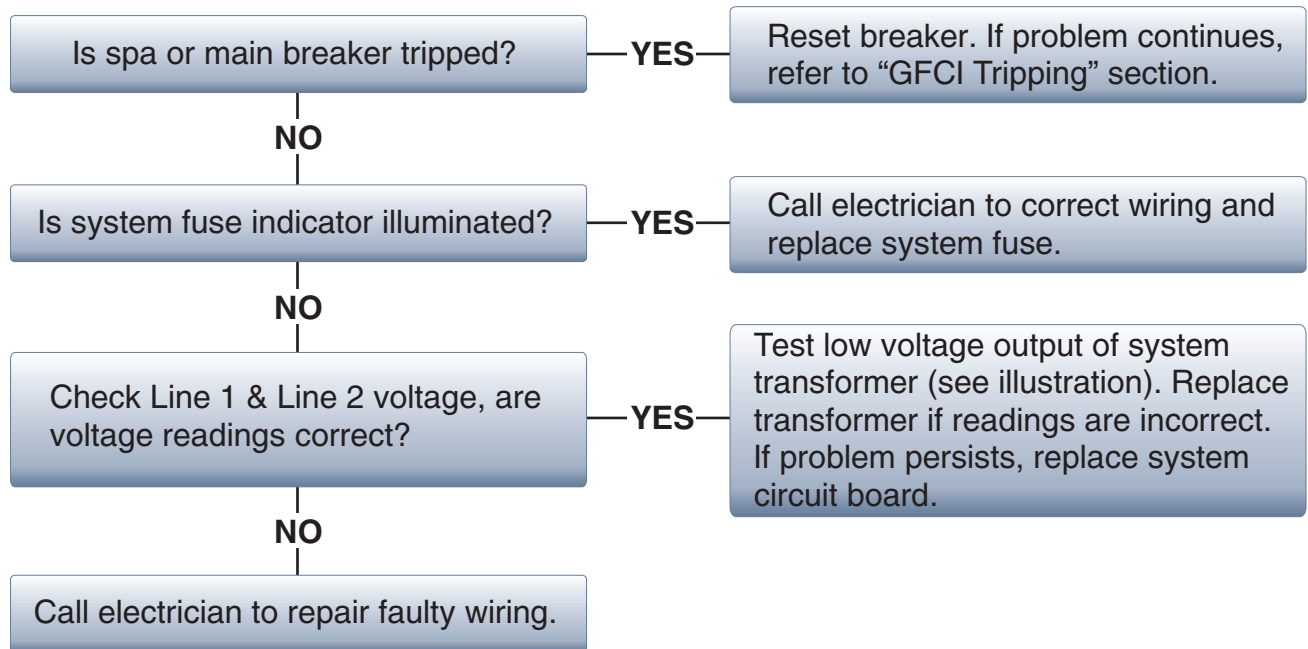 Is spa or main breaker tripped?
YES
Reset breaker. If problem continues,
refer to “GFCI Tripping” section.
NO
Is system fuse indicator illuminated?
YES
Call electrician to correct wiring and
replace system fuse.
NO
Check Line 1 & Line 2 voltage, are
voltage readings correct?
YES
Test low voltage output of system
transformer (see illustration). Replace
transformer if readings are incorrect.
If problem persists, replace system
circuit board.
NO
Call electrician to repair faulty wiring.